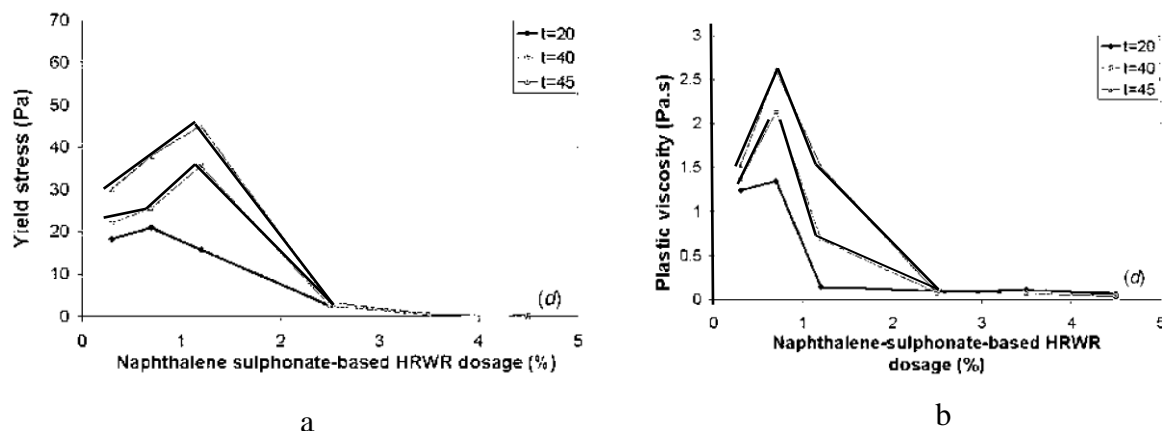 70
60
50
40
30
20
10
0
Yield stress (Pa)
t=20
t=40
t=45
(d)
0 1 2 3 4 5
Naphthalene sulphonate-based HRWR dosage (%)
a
3
2.5
2
1.5
1
0.5
0
Plastic viscosity (Pa.s)
t=20
t=40
t=45
(d)
0 1 2 3 4 5
Naphthalene-sulphonate-based HRWR
dosage (%)
b